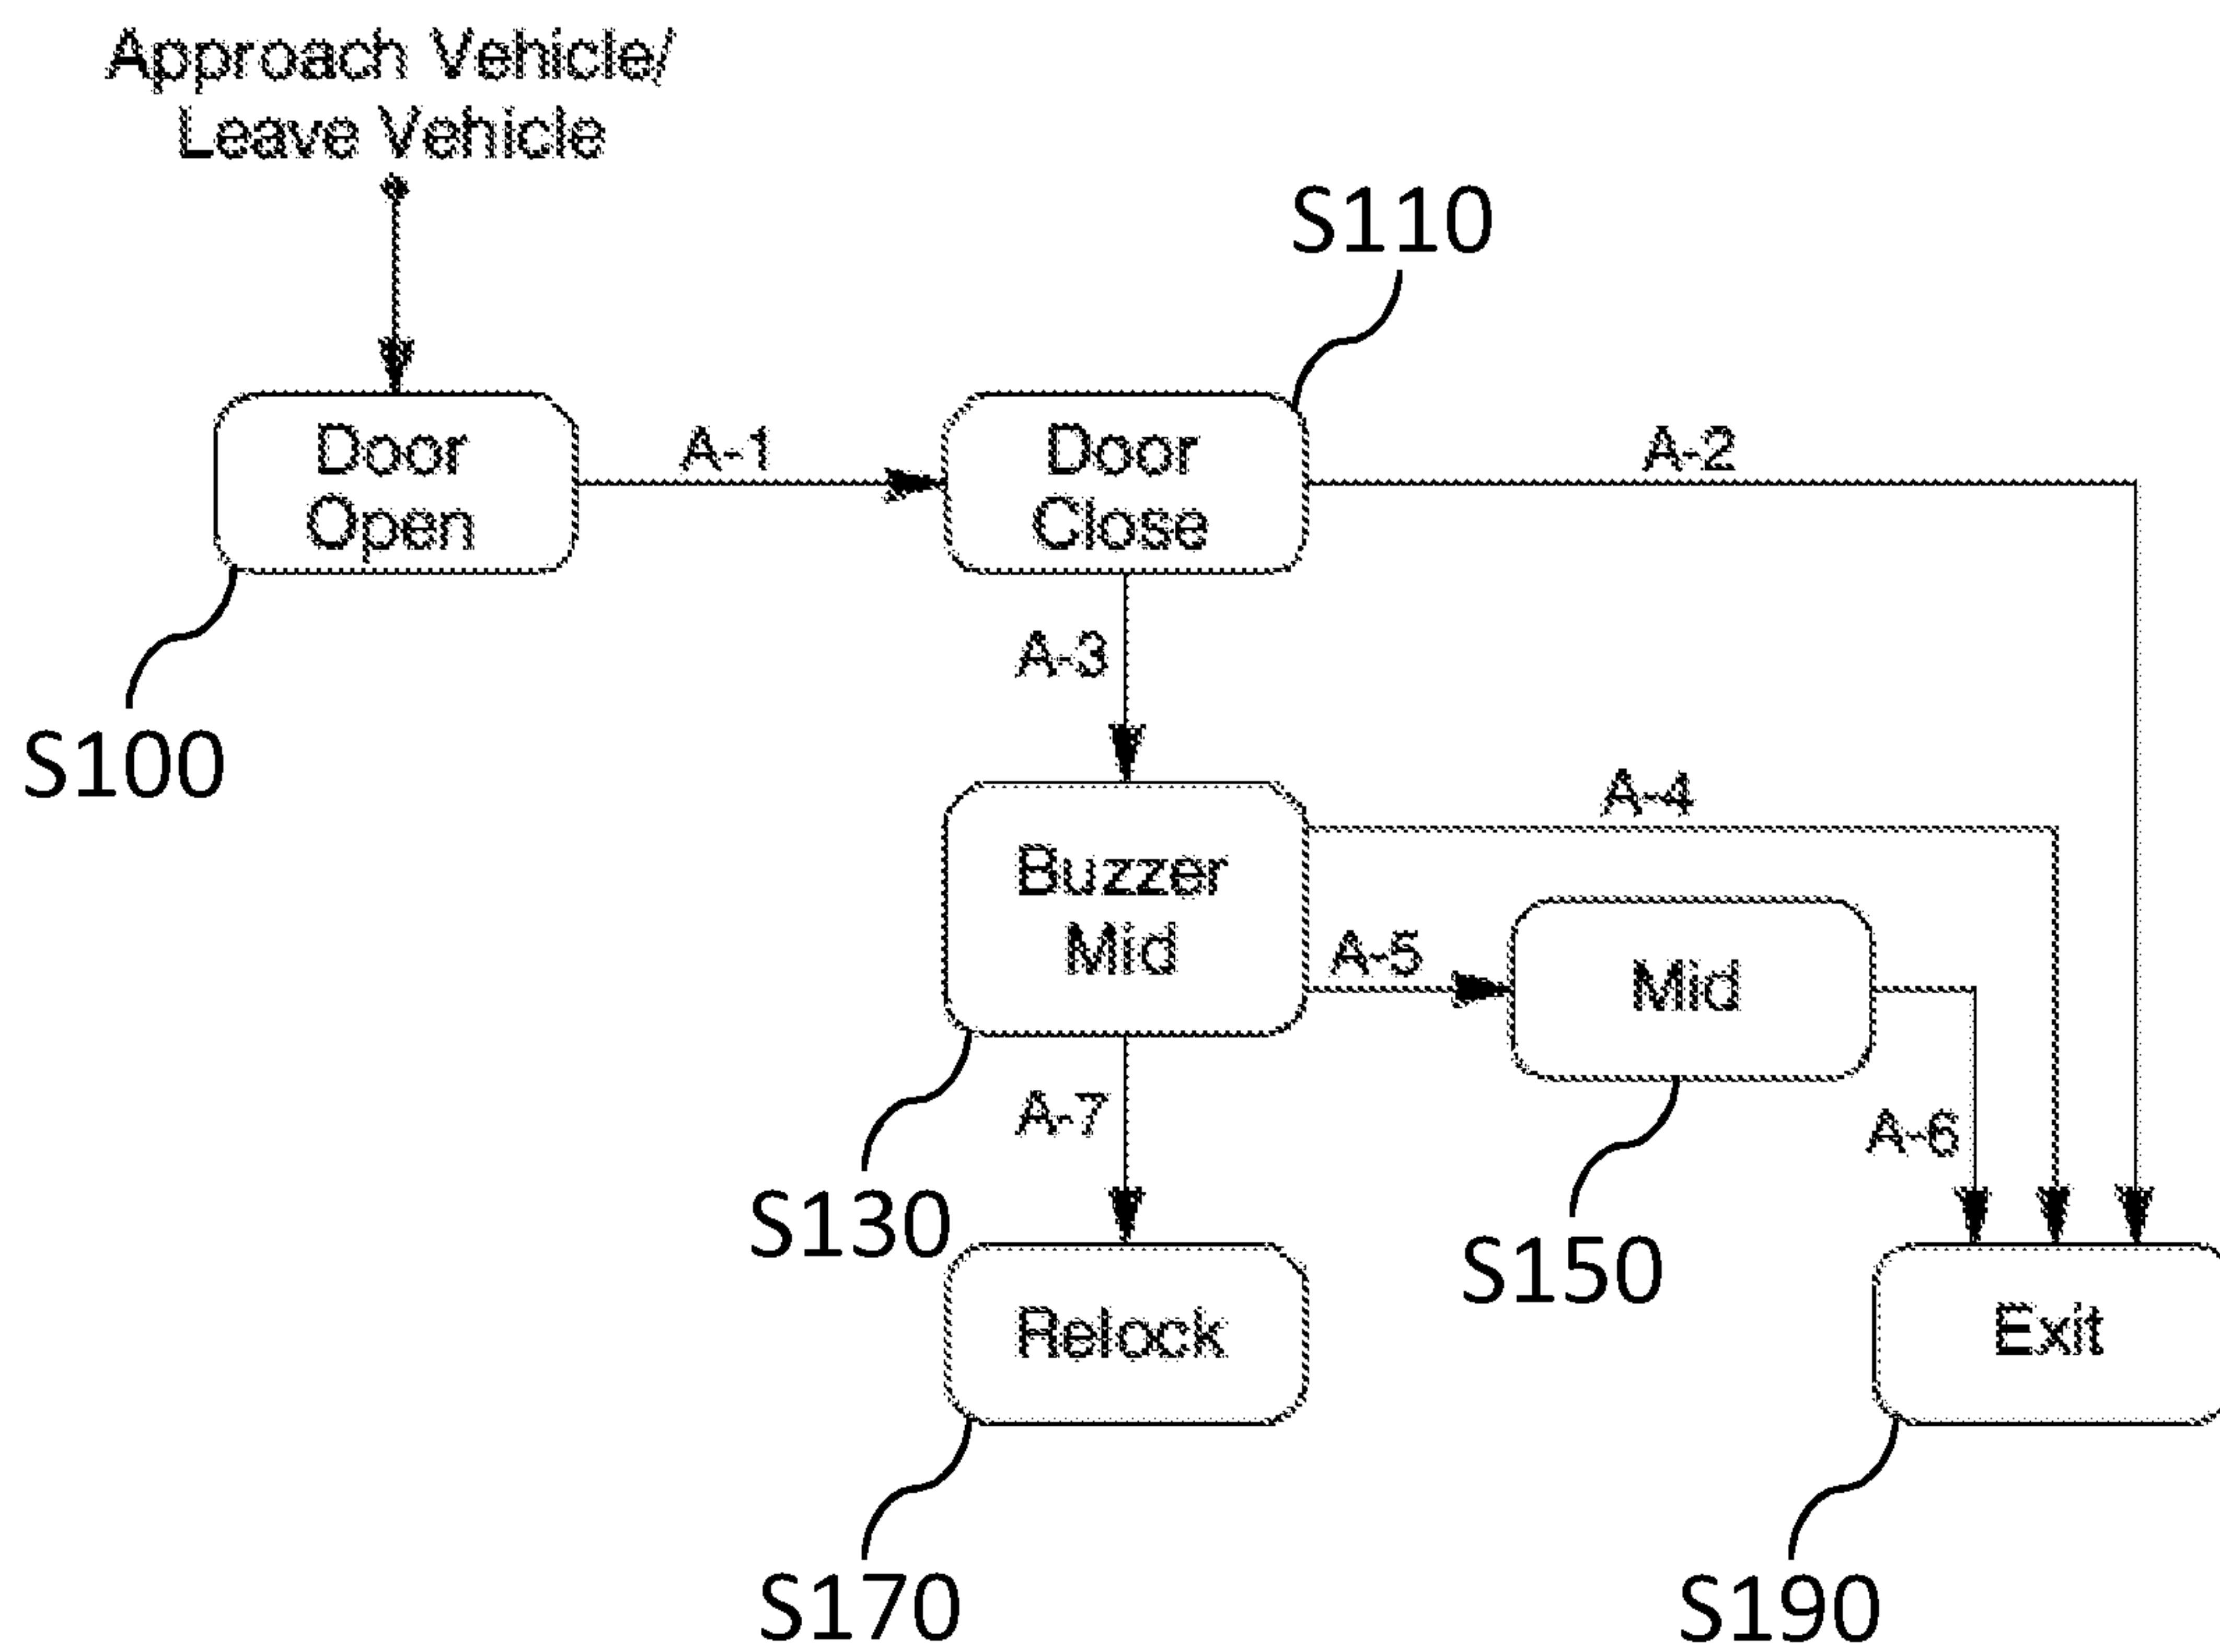 Approach Vehicle/
Leave Vehicle
S110
Door
Open
A-1
Door
Close
A-2
A-3
S100
A-4
Buzzer
Mid
A-5
Mid
A-7
A-6
S130
S150
Relock
Exit
S170
S190